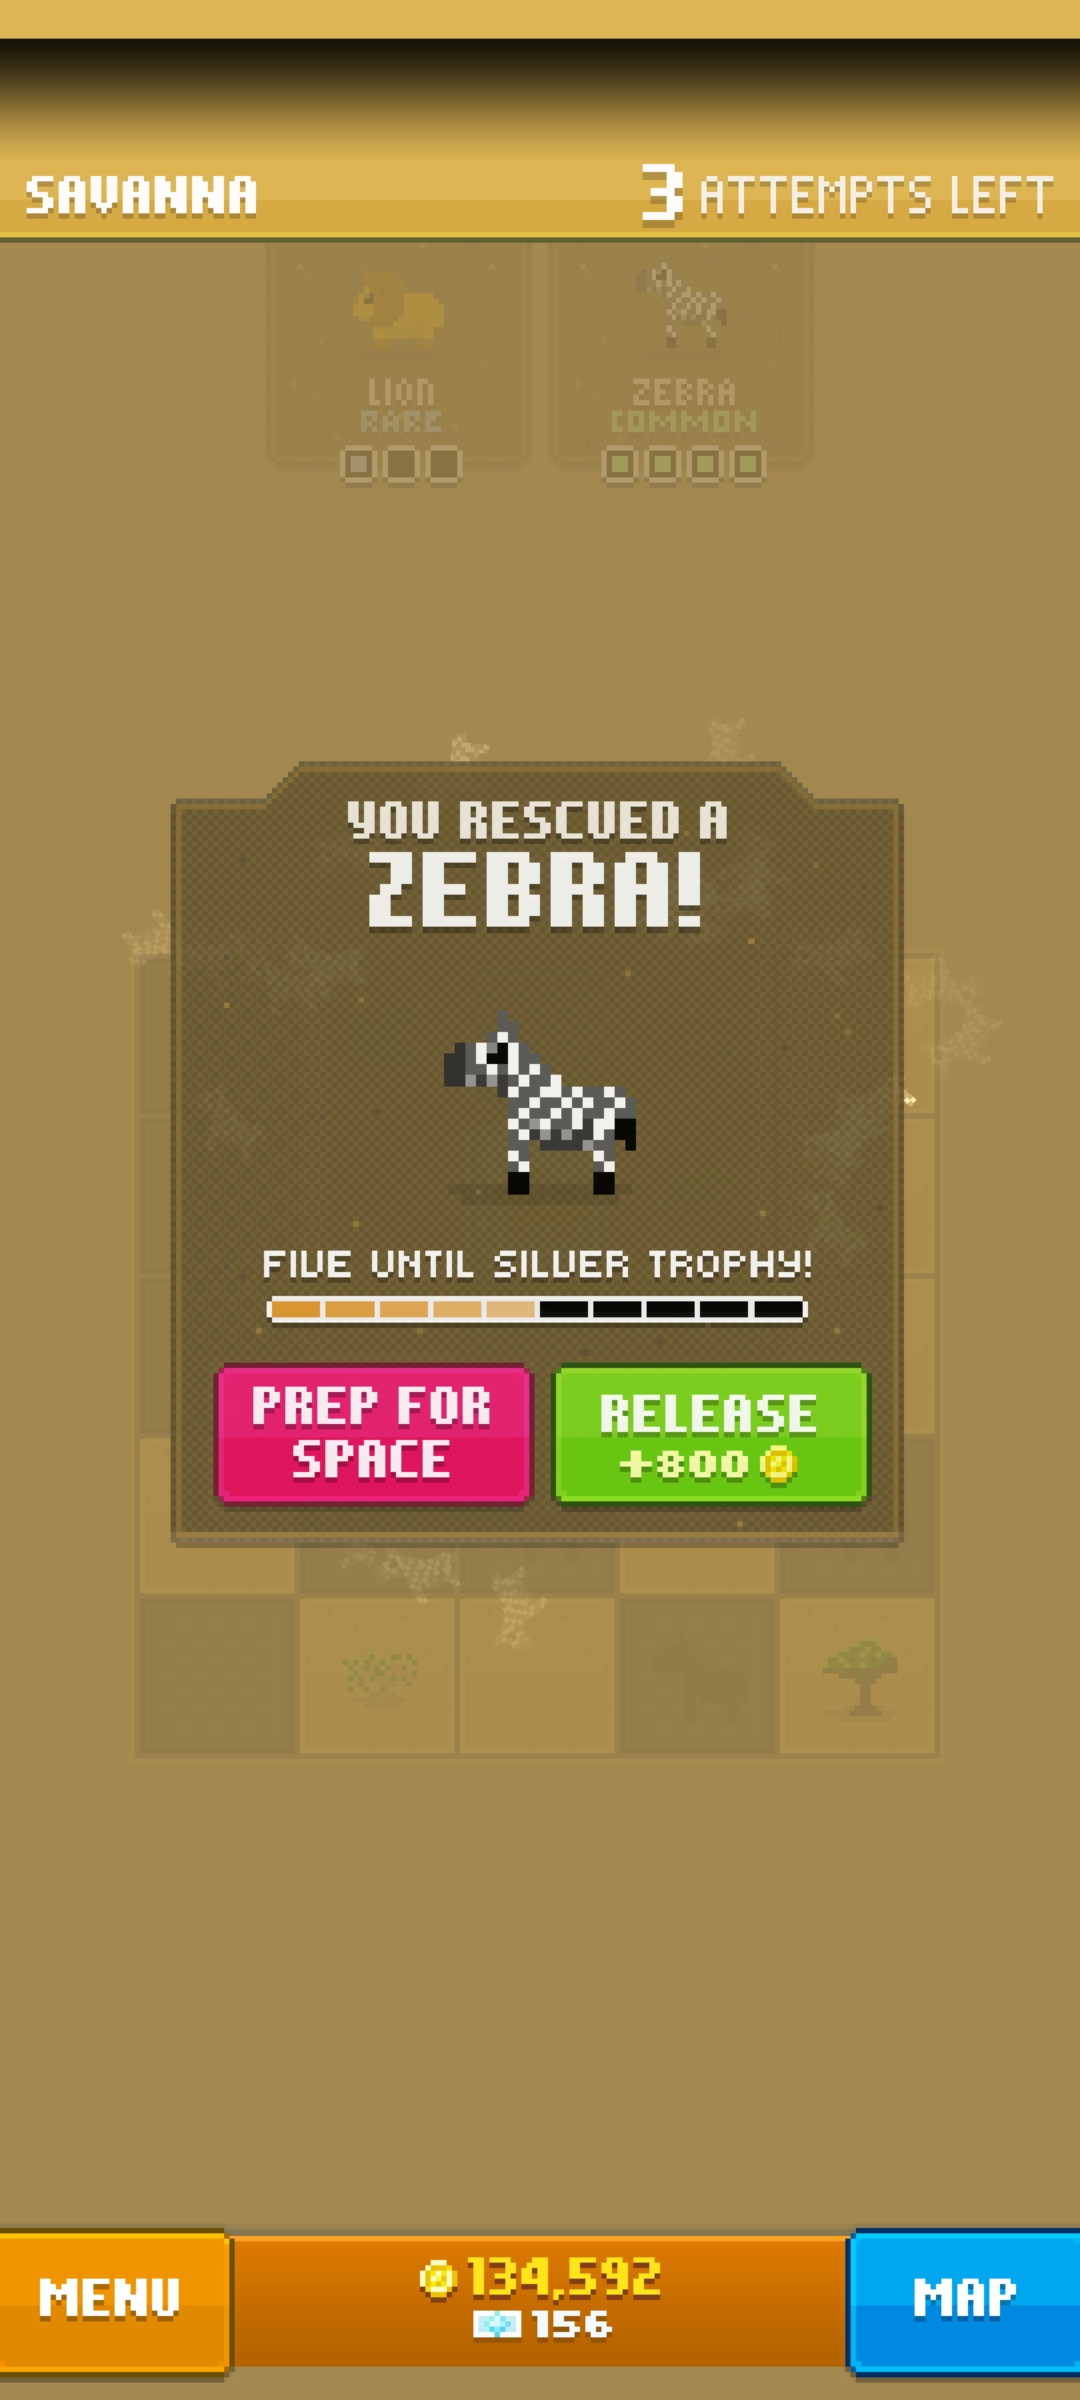 SAVANNA
3 ATTEMPTS LEFT
LION
RARE
ZEBRA
COMMON
YOU RESCUED A
ZEBRA!
FIVE UNTIL SILVER TROPHY!
PREP FOR
SPACE
RELEASE
+800
MENU
134,592
156
MAP